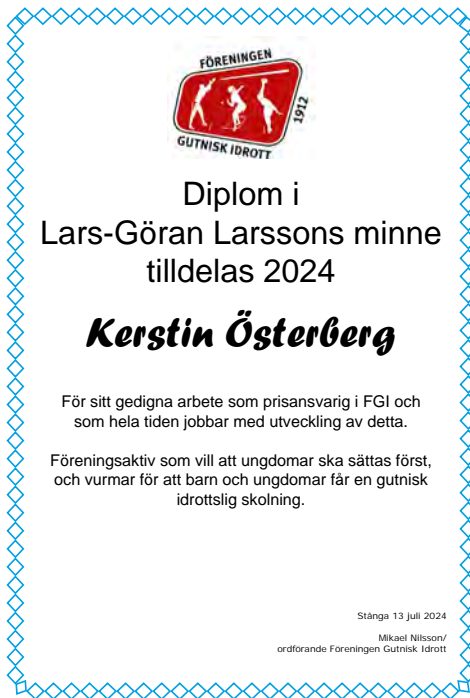 FÖRENINGEN
1912
GUTNISK IDROTT
Diplom i
Lars-Göran Larssons minne
tilldelas 2024
Kerstin Österberg
För sitt gedigna arbete som prisansvarig i FGI och
som hela tiden jobbar med utveckling av detta.
Föreningsaktiv som vill att ungdomar ska sättas först,
och vurmar för att barn och ungdomar får en gutnisk
idrottslig skolning.
Stånga 13 juli 2024
Mikael Nilsson/
ordförande Föreningen Gutnisk Idrott